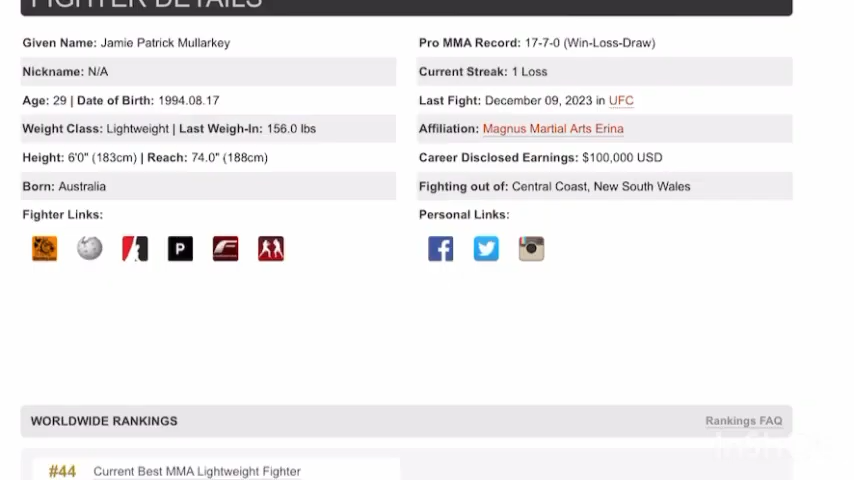 FIGHTER DETAILS
Given Name: Jamie Patrick Mullarkey
Pro MMA Record: 17-7-0 (Win-Loss-Draw)
Nickname: N/A
Current Streak: 1 Loss
Age: 29 | Date of Birth: 1994.08.17
Last Fight: December 09, 2023 in UFC
Weight Class: Lightweight | Last Weigh-In: 156.0 lbs
Affiliation: Magnus Martial Arts Erina
Height: 6'0" (183cm) | Reach: 74.0" (188cm)
Career Disclosed Earnings: $100,000 USD
Born: Australia
Fighting out of: Central Coast, New South Wales
Fighter Links:
Personal Links:
P
WORLDWIDE RANKINGS
Rankings FAQ
#44 Current Best MMA Lightweight Fighter